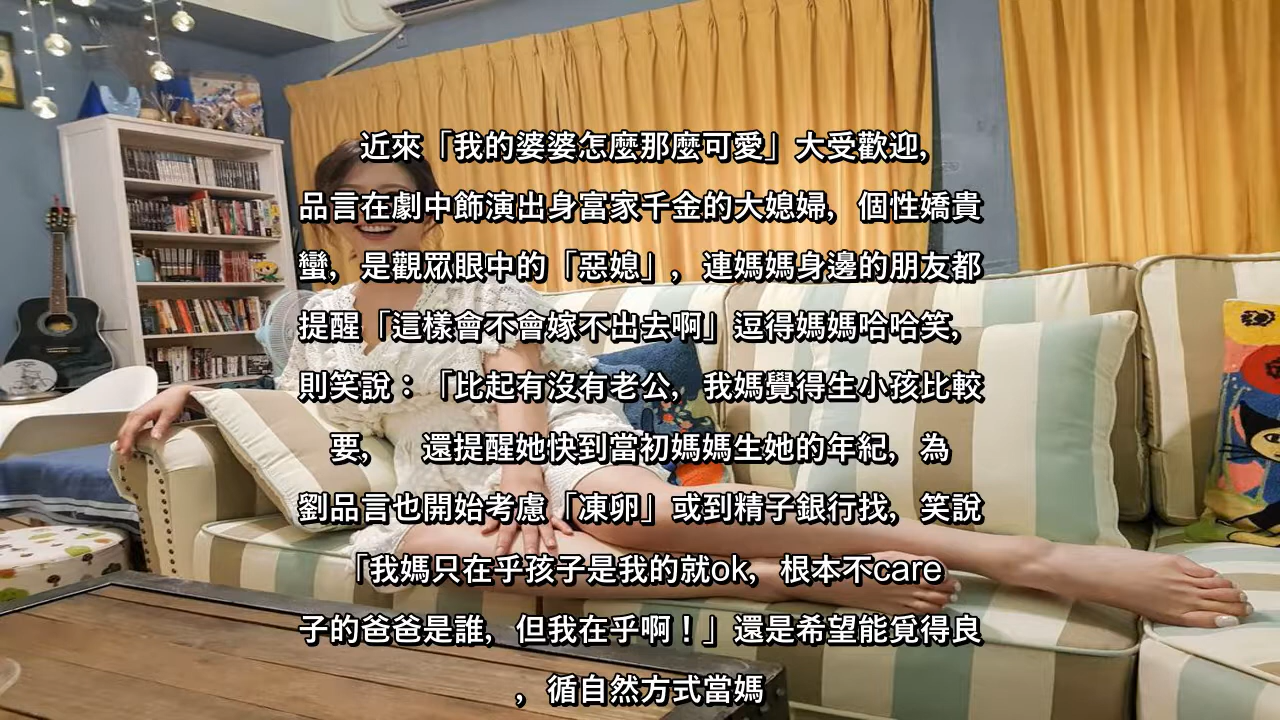 近來「我的婆婆怎麼那麼可愛」大受歡迎,
品言在劇中飾演出身富家千金的大媳婦，個性嬌貴
蠻，是觀眾眼中的「惡媳」，連媽媽身邊的朋友都
提醒「這樣會不會嫁不出去啊」逗得媽媽哈哈笑，
則笑說：「比起有沒有老公，我媽覺得生小孩比較
要，　還提醒她快到當初媽媽生她的年紀，為
劉品言也開始考慮「凍卵」或到精子銀行找，笑說
「我媽只在乎孩子是我的就ok，根本不care
子的爸爸是誰，但我在乎啊！」還是希望能覓得良
，循自然方式當媽